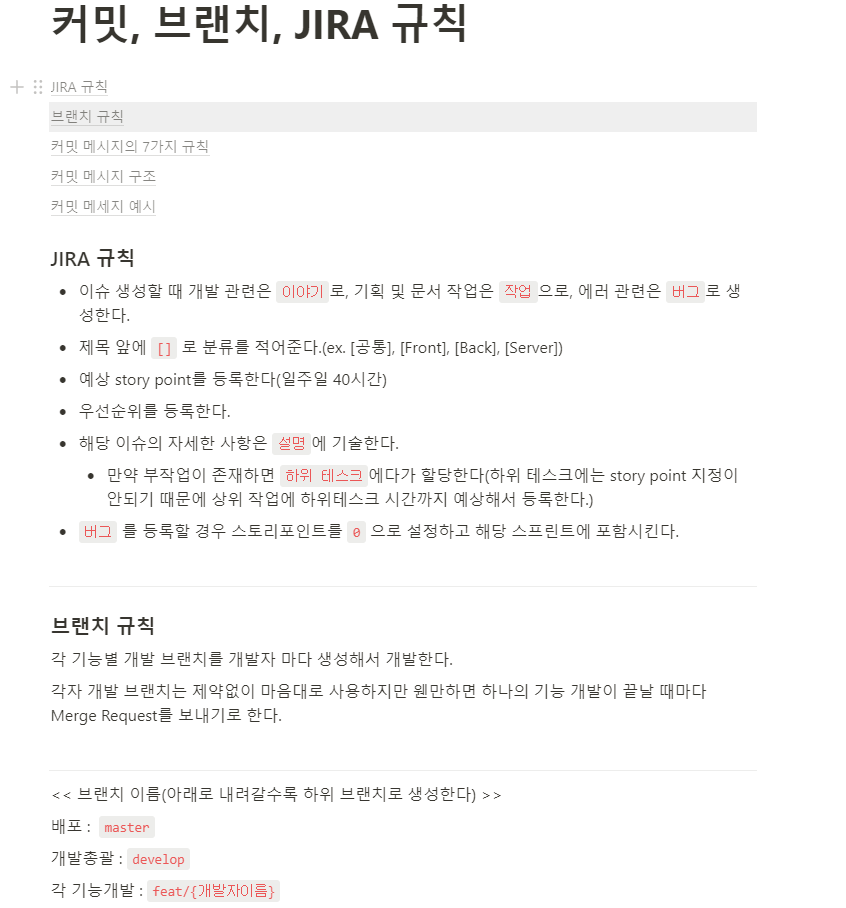 커밋, 브랜치, JIRA 규칙
JIRA 규칙
브랜치 규칙
커밋 메시지의 7가지 규칙
커밋 메시지 구조
커밋 메세지 예시
JIRA 규칙
• 이슈 생성할 때 개발 관련은 이야기로, 기획 및 문서 작업은 작업으로, 에러 관련은 버그로 생
성한다.
• 제목 앞에 [] 로 분류를 적어준다.(ex. [공통], [Front], [Back], [Server])
• 예상 story point를 등록한다(일주일 40시간)
• 우선순위를 등록한다.
• 해당 이슈의 자세한 사항은 설명에 기술한다.
• 만약 부작업이 존재하면 하위 테스크에다가 할당한다(하위 테스크에는 story point 지정이
안되기 때문에 상위 작업에 하위테스크 시간까지 예상해서 등록한다.)
• 버그 를 등록할 경우 스토리포인트를 0 으로 설정하고 해당 스프린트에 포함시킨다.
브랜치 규칙
각 기능별 개발 브랜치를 개발자 마다 생성해서 개발한다.
각자 개발 브랜치는 제약없이 마음대로 사용하지만 웬만하면 하나의 기능 개발이 끝날 때마다
Merge Request를 보내기로 한다.
<< 브랜치 이름(아래로 내려갈수록 하위 브랜치로 생성한다) >>
배포 : master
개발총괄 : develop
각 기능개발 : feat/{개발자이름}